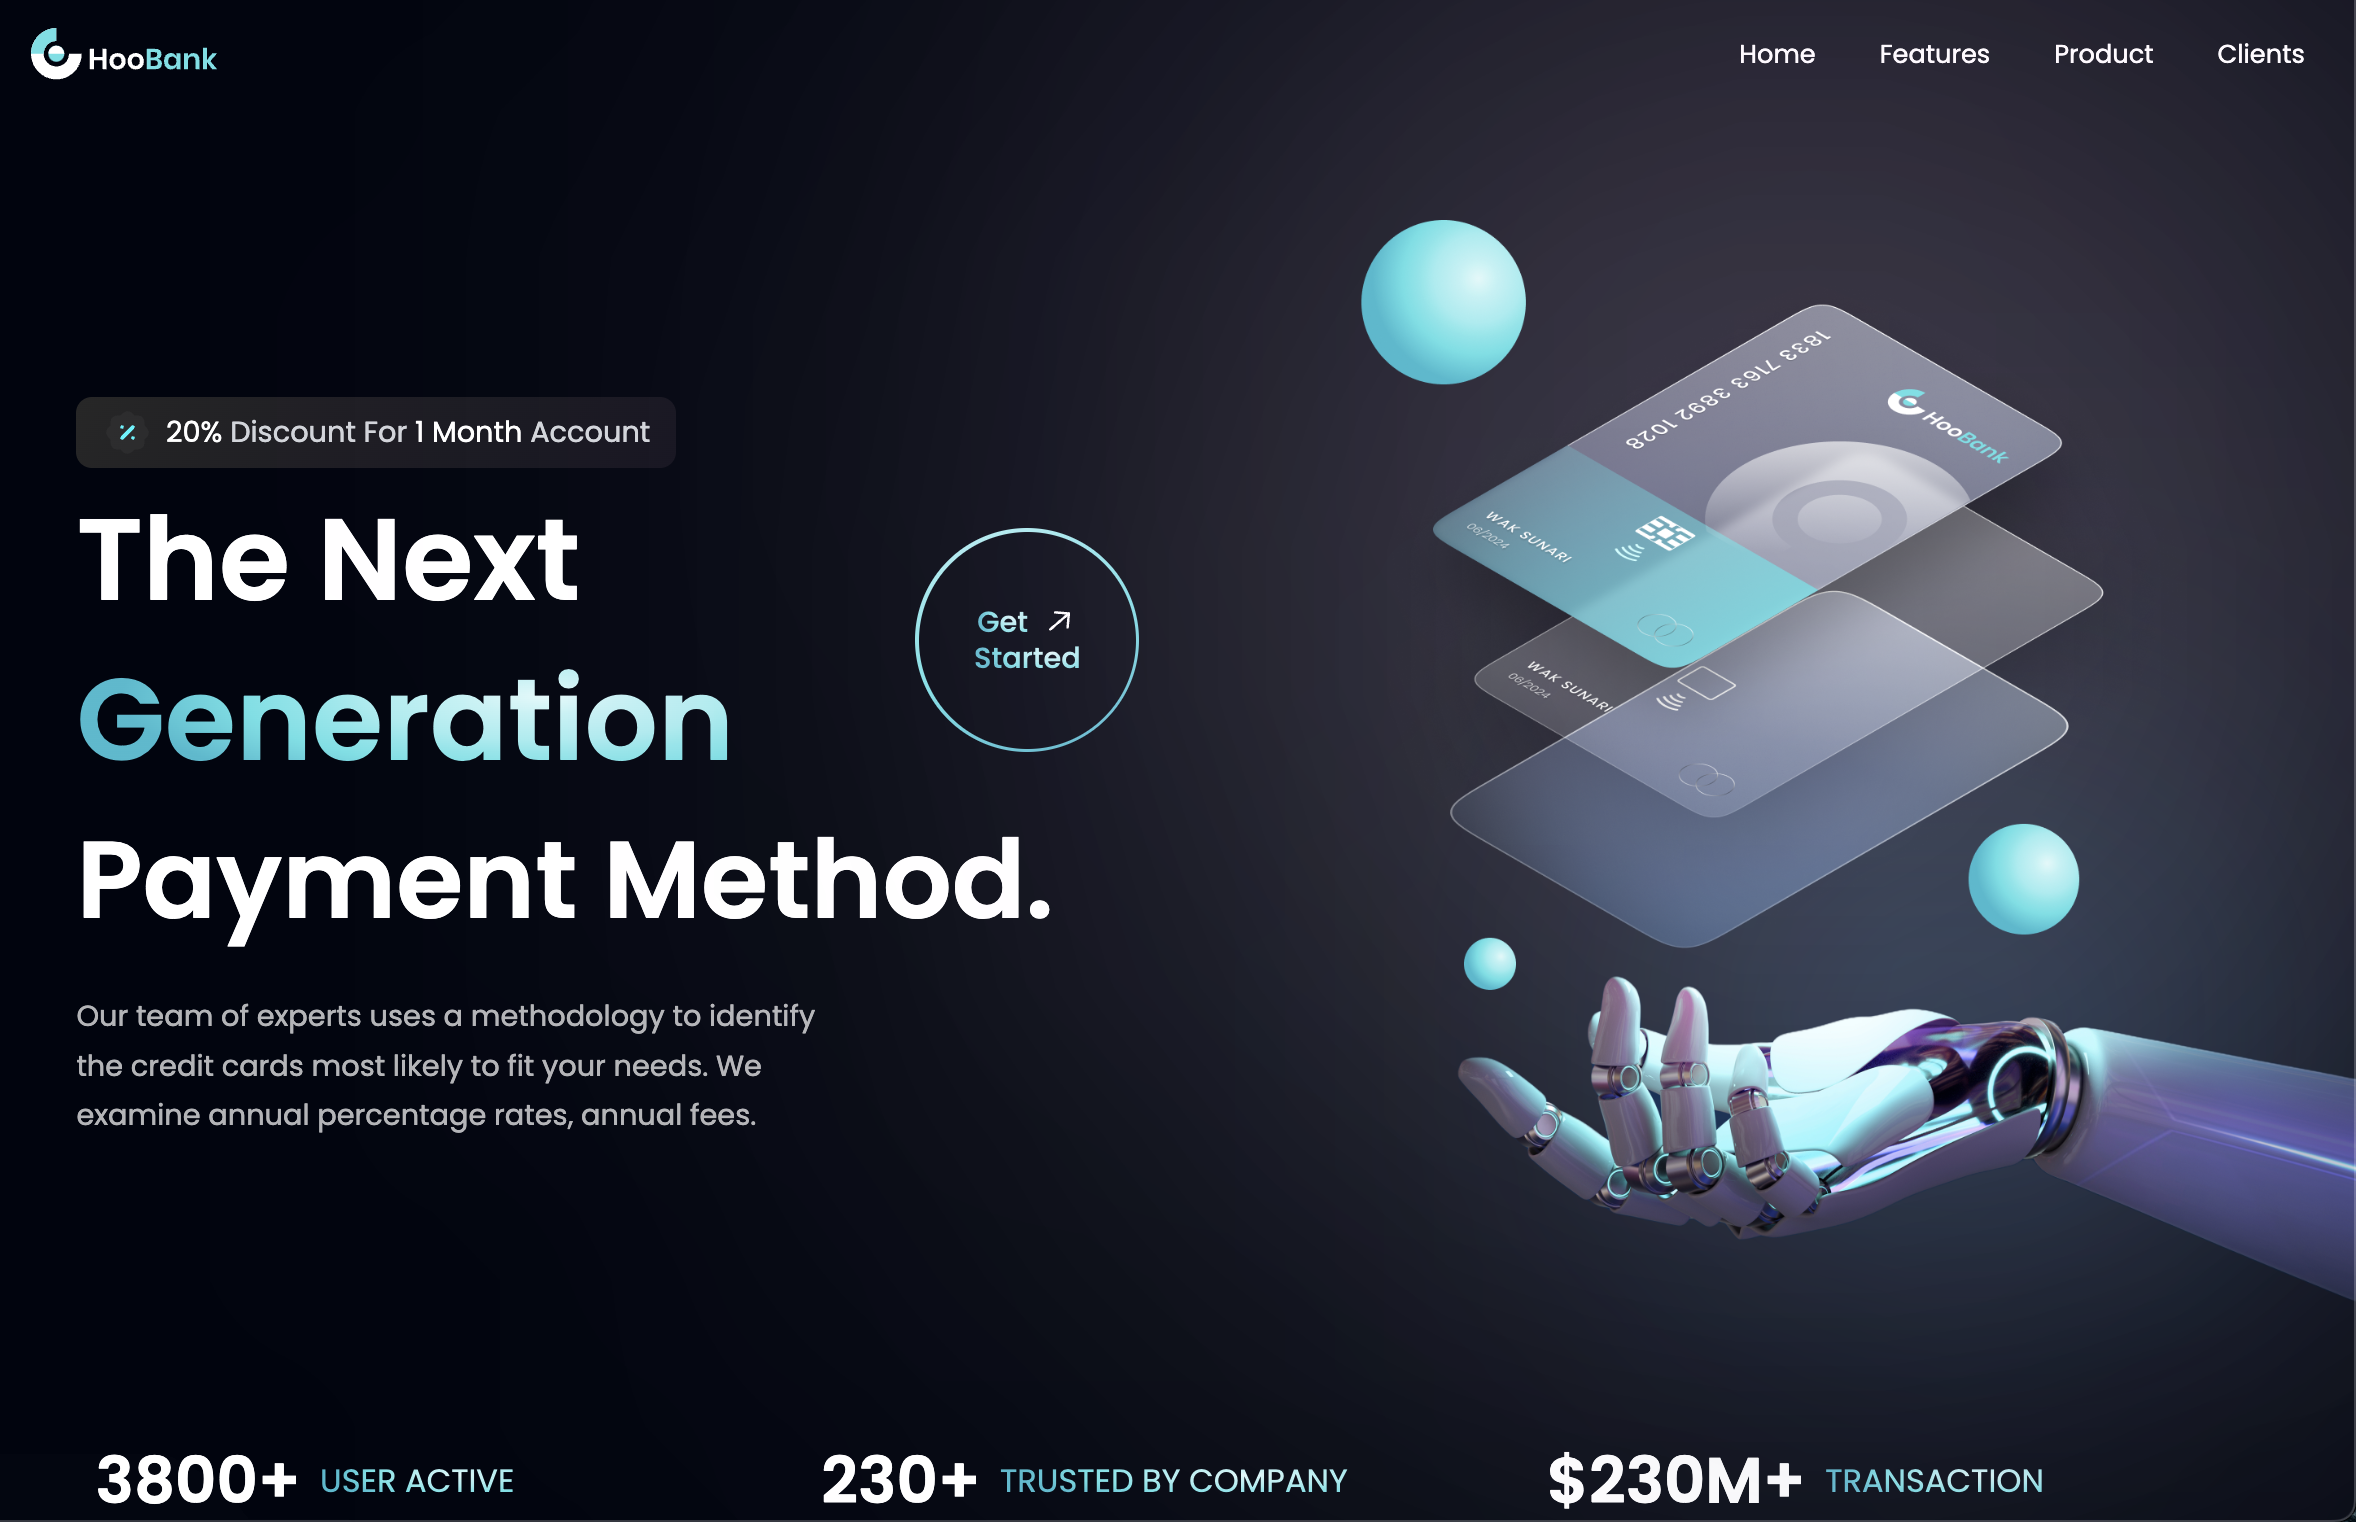 HooBank
Home
Features
Product
Clients
20% Discount For 1 Month Account
The Next
Generation
Payment Method.
Get
Started
Our team of experts uses a methodology to identify
the credit cards most likely to fit your needs. We
examine annual percentage rates, annual fees.
1833 7163 3892 1028
HooBank
WAK SUNARI
06/2024
WAK SUNARI
06/2024
3800+ USER ACTIVE
230+ TRUSTED BY COMPANY
$230M+ TRANSACTION